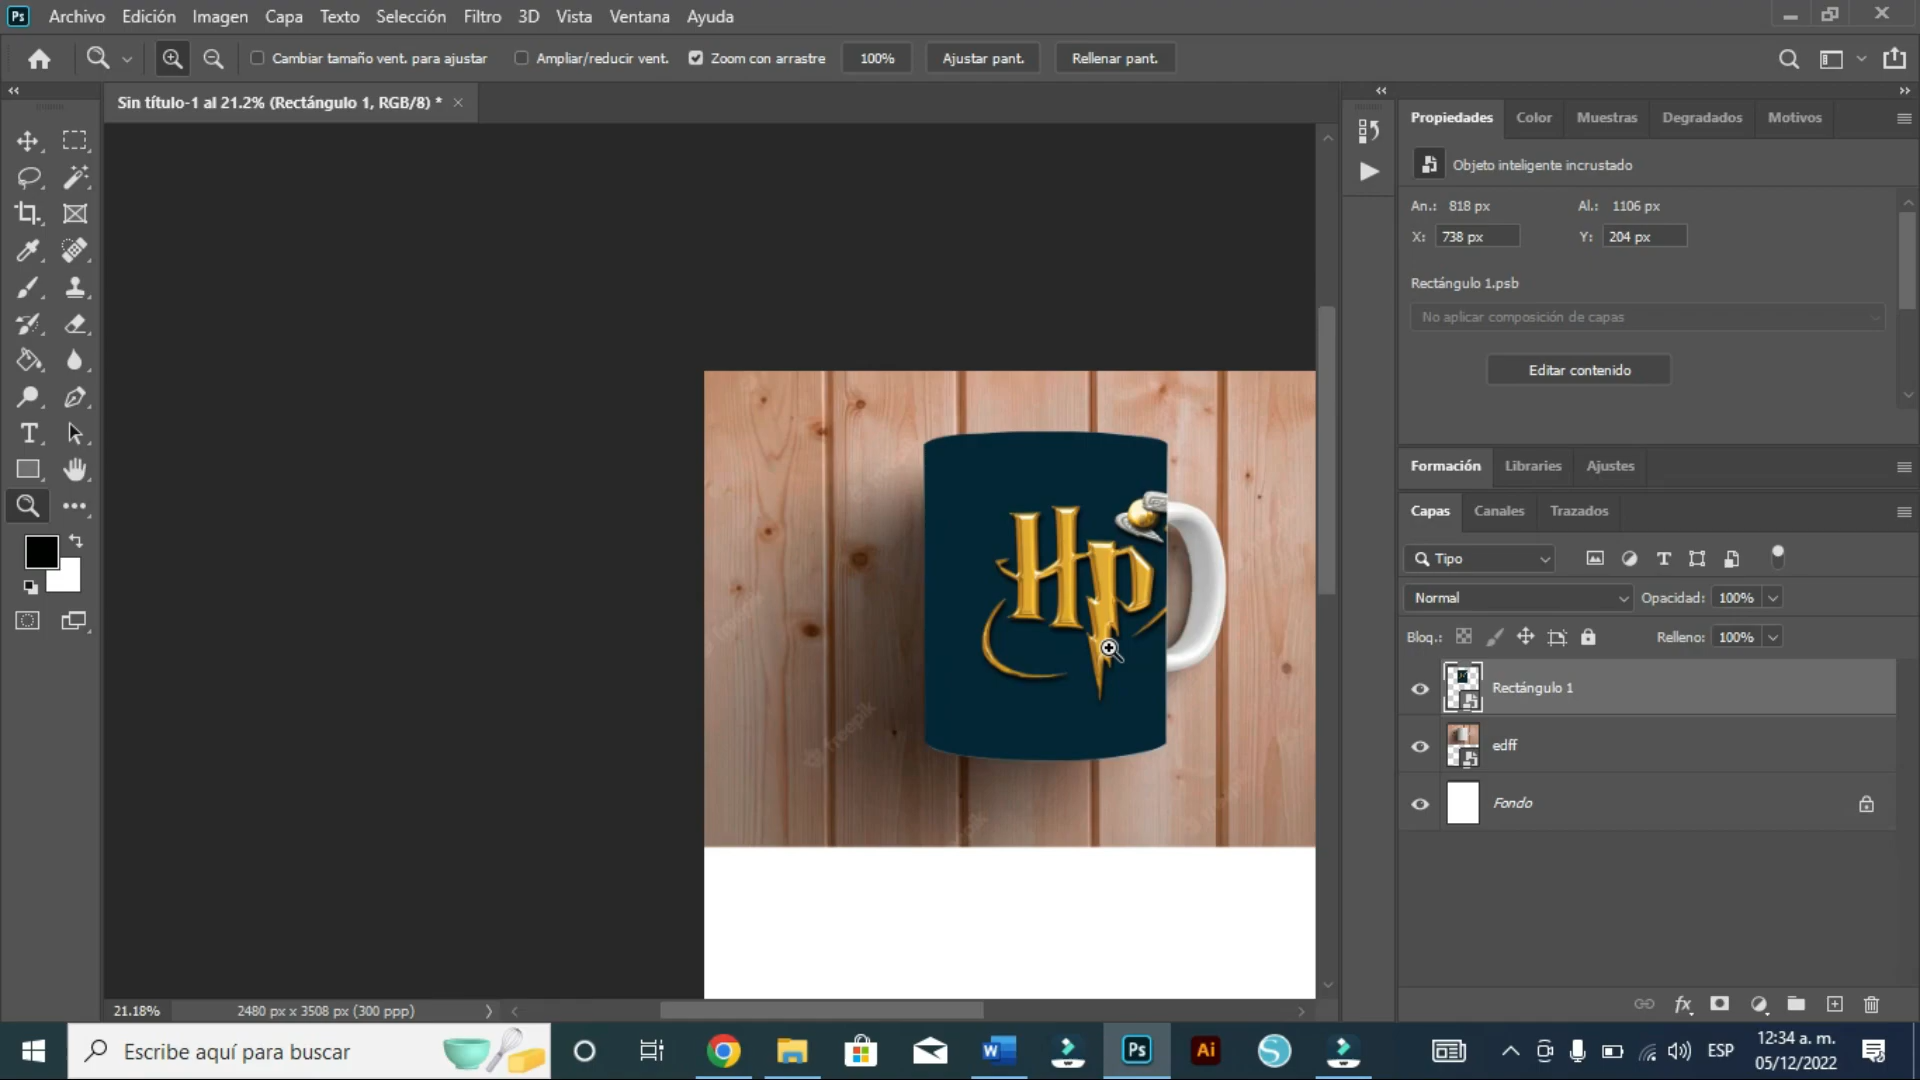 Ps Archivo Edición Imagen Capa Texto Selección Filtro 3D Vista Ventana Ayuda
Cambiar tamaño vent. para ajustar Ampliar/reducir vent. Zoom con arrastre 100% Ajustar pant. Rellenar pant.
Sin título-1 al 21.2% (Rectángulo 1, RGB/8) *
Propiedades Color Muestras Degradados Motivos
Objeto inteligente incrustado
An.: 818 px Al.: 1106 px
X: 738 px Y: 204 px
Rectángulo 1.psb
No aplicar composición de capas
Editar contenido
Formación Libraries Ajustes
Capas Canales Trazados
Tipo
Normal Opacidad: 100%
Bloq.: Relleno: 100%
Rectángulo 1
edff
Fondo
HP
freepik
21.18% 2480 px x 3508 px (300 ppp)
Escribe aquí para buscar
W Ps Ai S
ESP
12:34 a. m.
05/12/2022